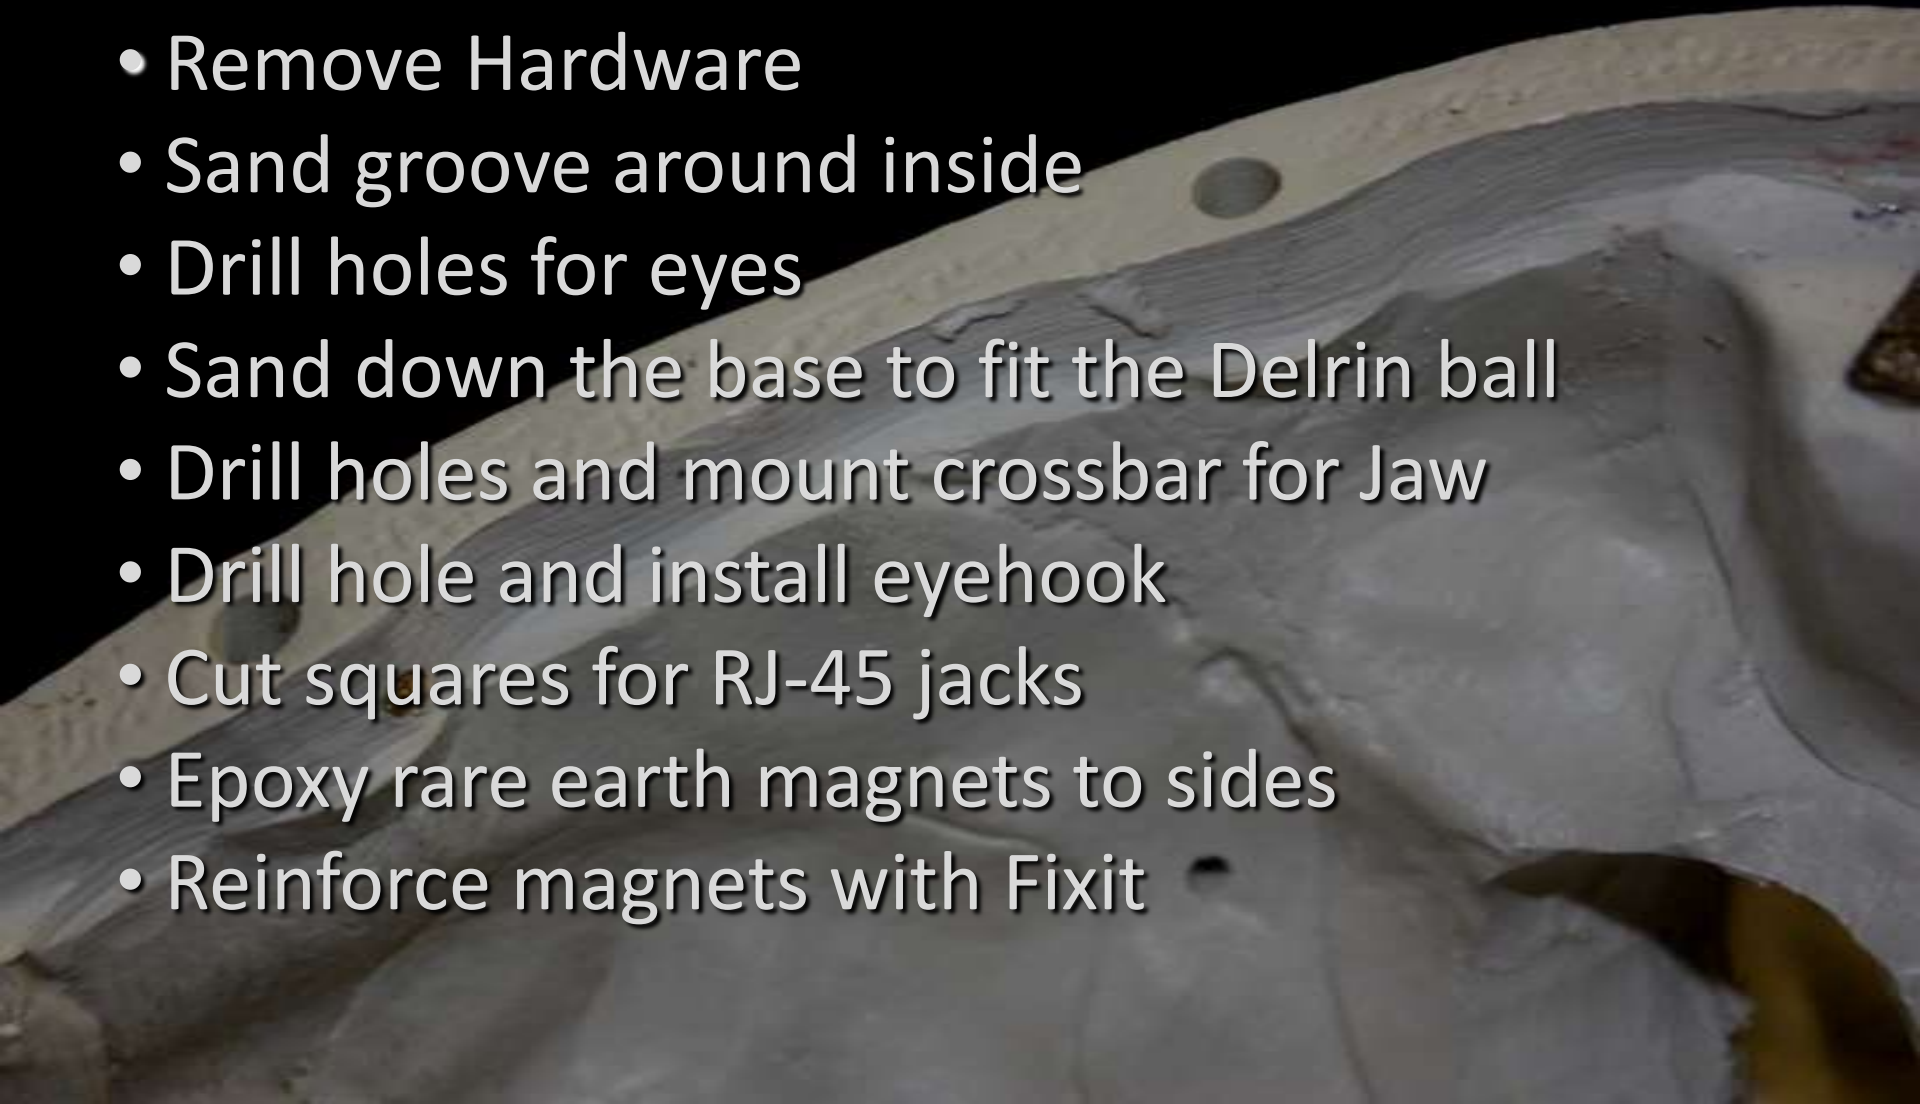 • Remove Hardware
• Sand groove around inside
• Drill holes for eyes
• Sand down the base to fit the Delrin ball
• Drill holes and mount crossbar for Jaw
• Drill hole and install eyehook
• Cut squares for RJ-45 jacks
• Epoxy rare earth magnets to sides
• Reinforce magnets with Fixit